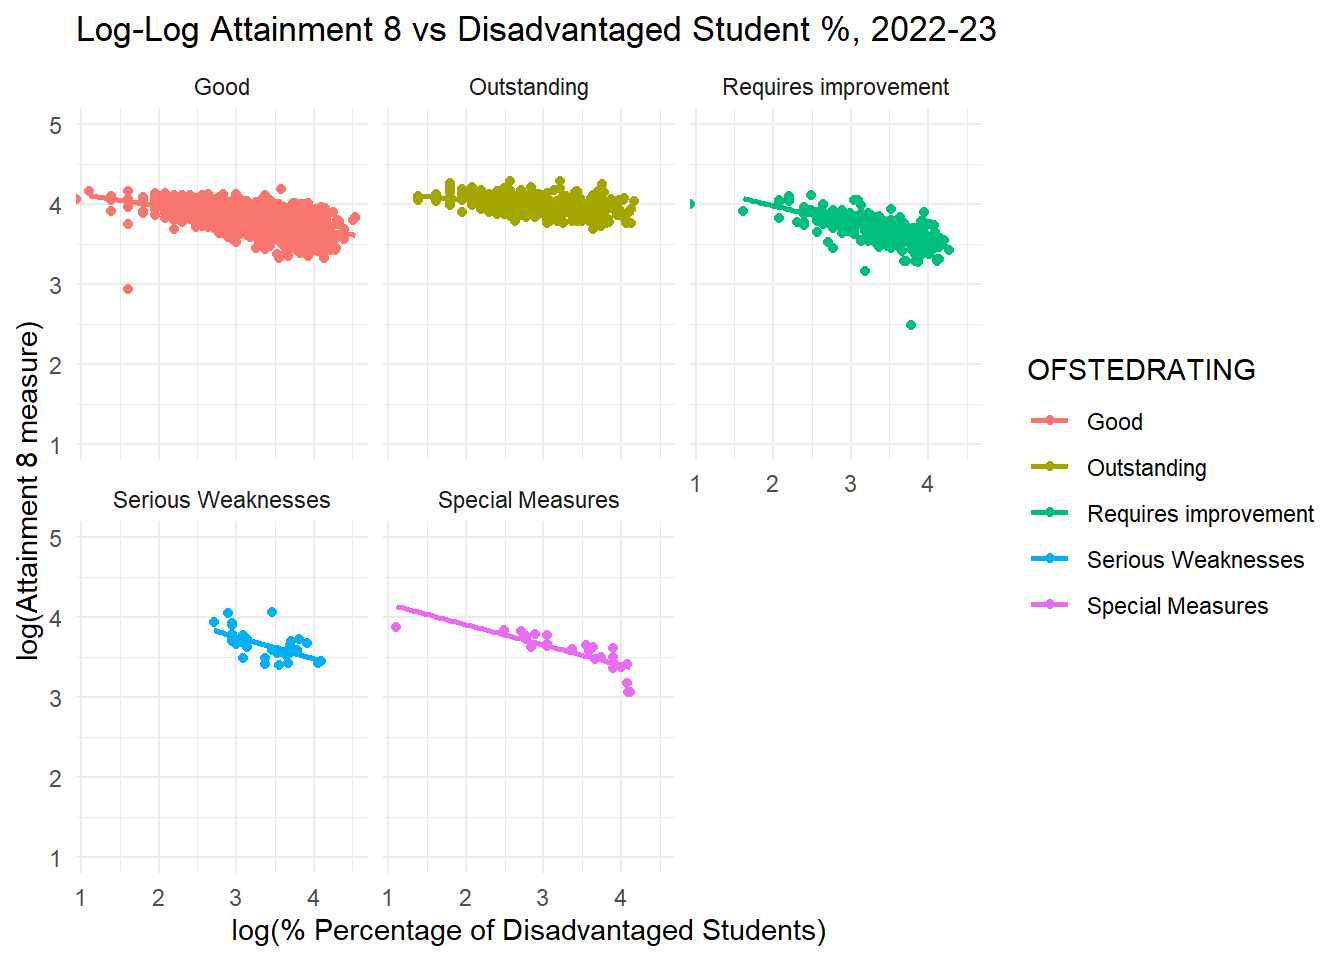 Log-Log Attainment 8 vs Disadvantaged Student %, 2022-23
Good
Outstanding
Requires improvement
5
4
3
2
1
1 2 3 4
Serious Weaknesses
Special Measures
5
4
3
2
1
1 2 3 4
1 2 3 4
log(% Percentage of Disadvantaged Students)
log(Attainment 8 measure)
OFSTEDRATING
Good
Outstanding
Requires improvement
Serious Weaknesses
Special Measures